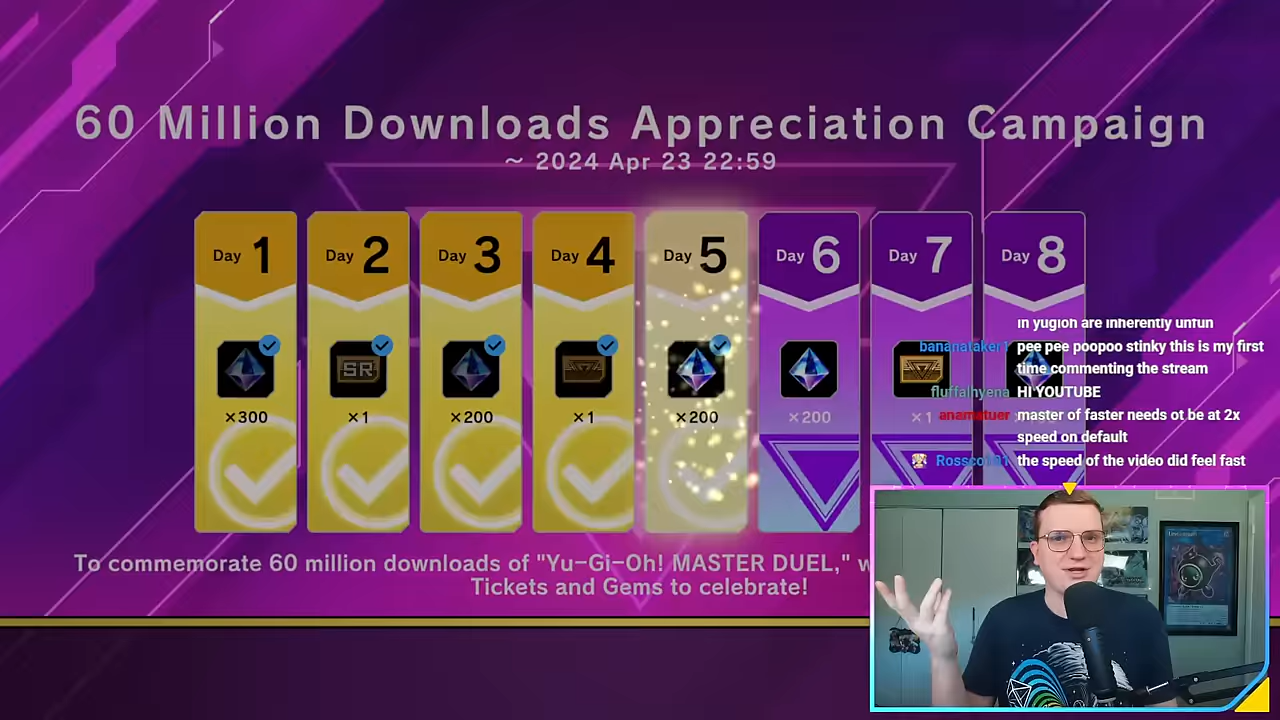 60 Million Downloads Appreciation Campaign
~ 2024 Apr 23 22:59
Day 1
Day 2
Day 3
Day 4
Day 5
Day 6
Day 7
Day 8
SR
×300
×1
×200
×1
×200
×200
×1
in yugioh are inherently unfun
bananataker1 pee pee poopoo stinky this is my first
time commenting the stream
fluffalhyena HI YOUTUBE
anamatuer master of faster needs ot be at 2x
speed on default
the speed of the video did feel fast
To commemorate 60 million downloads of "Yu-Gi-Oh! MASTER DUEL," w
Tickets and Gems to celebrate!